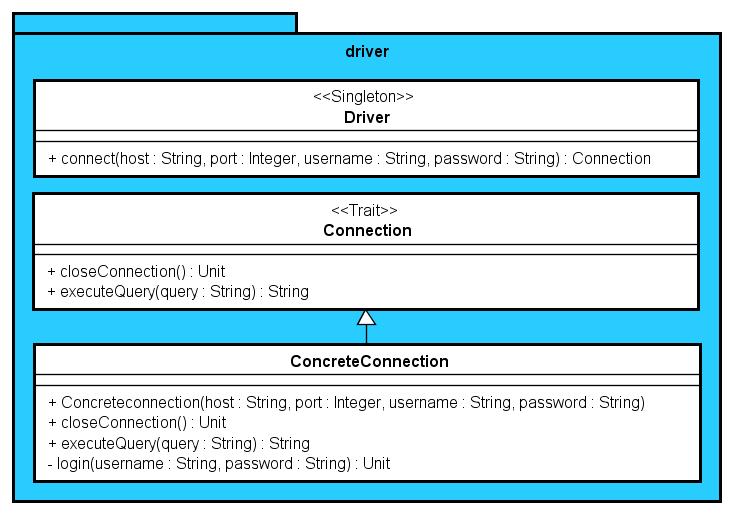 driver
<<Singleton>>
Driver
+ connect(host : String, port : Integer, username : String, password : String) : Connection
<<Trait>>
Connection
+ closeConnection() : Unit
+ executeQuery(query : String) : String
ConcreteConnection
+ Concreteconnection(host : String, port : Integer, username : String, password : String)
+ closeConnection() : Unit
+ executeQuery(query : String) : String
- login(username : String, password : String) : Unit